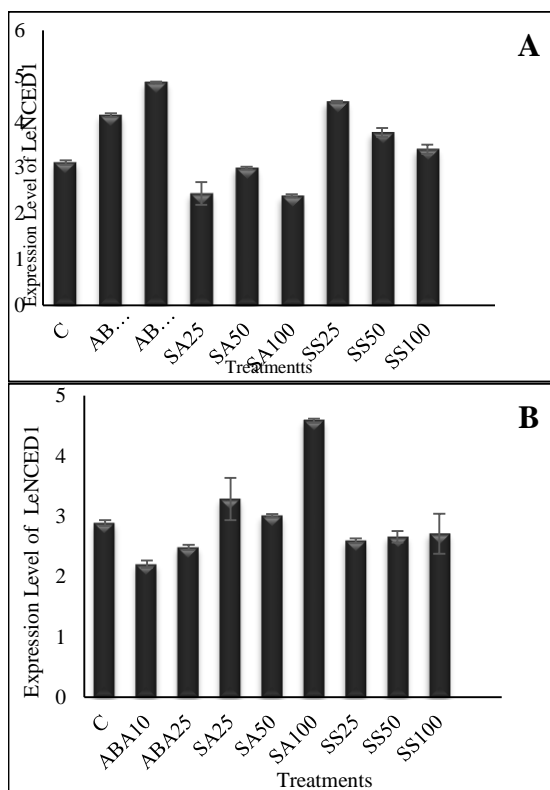 A
Expression Level of LeNCED1
6
5
4
3
2
1
0
C
AB...
AB...
SA25
SA50
SA100
SS25
SS50
SS100
Treatmentts
B
Expression Level of LeNCED1
5
4
3
2
1
0
C
ABA10
ABA25
SA25
SA50
SA100
SS25
SS50
SS100
Treatments